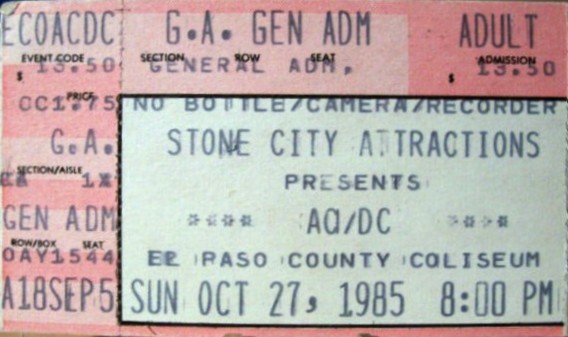 ECOACDC G.A. GEN ADM ADULT
EVENT CODE SECTION ROW SEAT ADMISSION
$ 13.50 GENERAL ADM, $ 13.50
PRICE
CC1.75 NO BOTTLE/CAMERA/RECORDER
G.A. STONE CITY ATTRACTIONS
SECTION/AISLE
1X PRESENTS
GEN ADM **** AC/DC ****
ROW/BOX SEAT
OAY1544 EL PASO COUNTY COLISEUM
A18SEP5 SUN OCT 27, 1985 8:00 PM